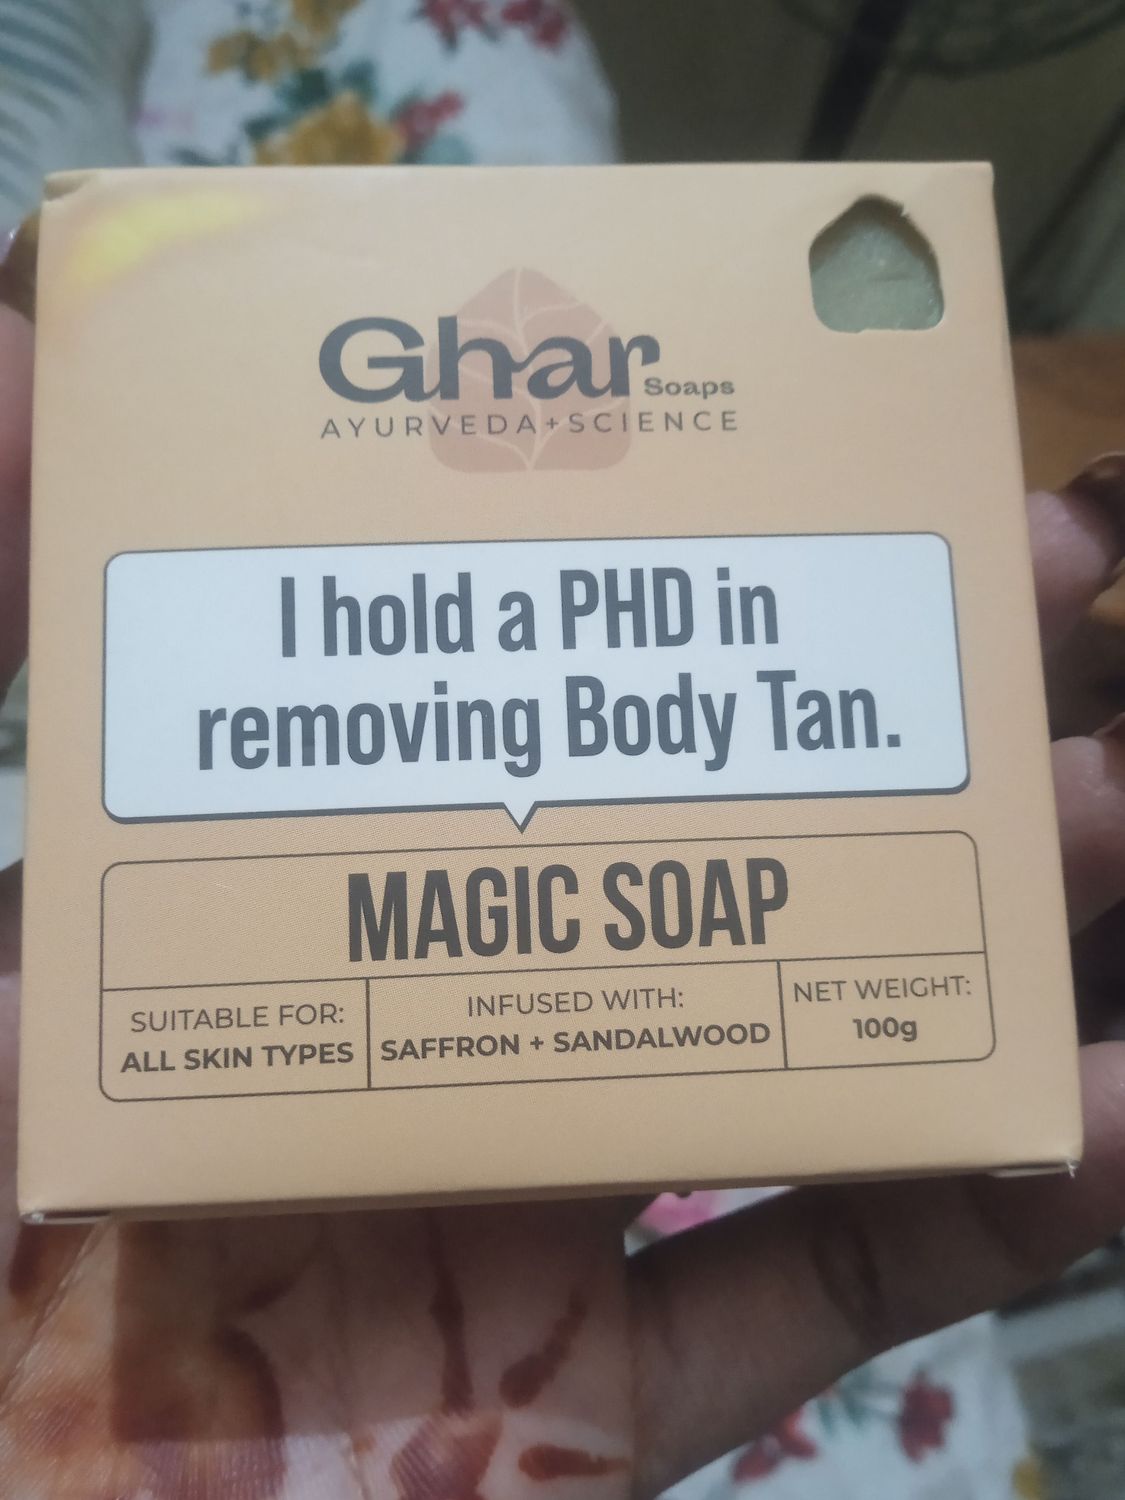 Ghar Soaps
AYURVEDA+SCIENCE
I hold a PHD in
removing Body Tan.
MAGIC SOAP
SUITABLE FOR:
ALL SKIN TYPES
INFUSED WITH:
SAFFRON + SANDALWOOD
NET WEIGHT:
100g